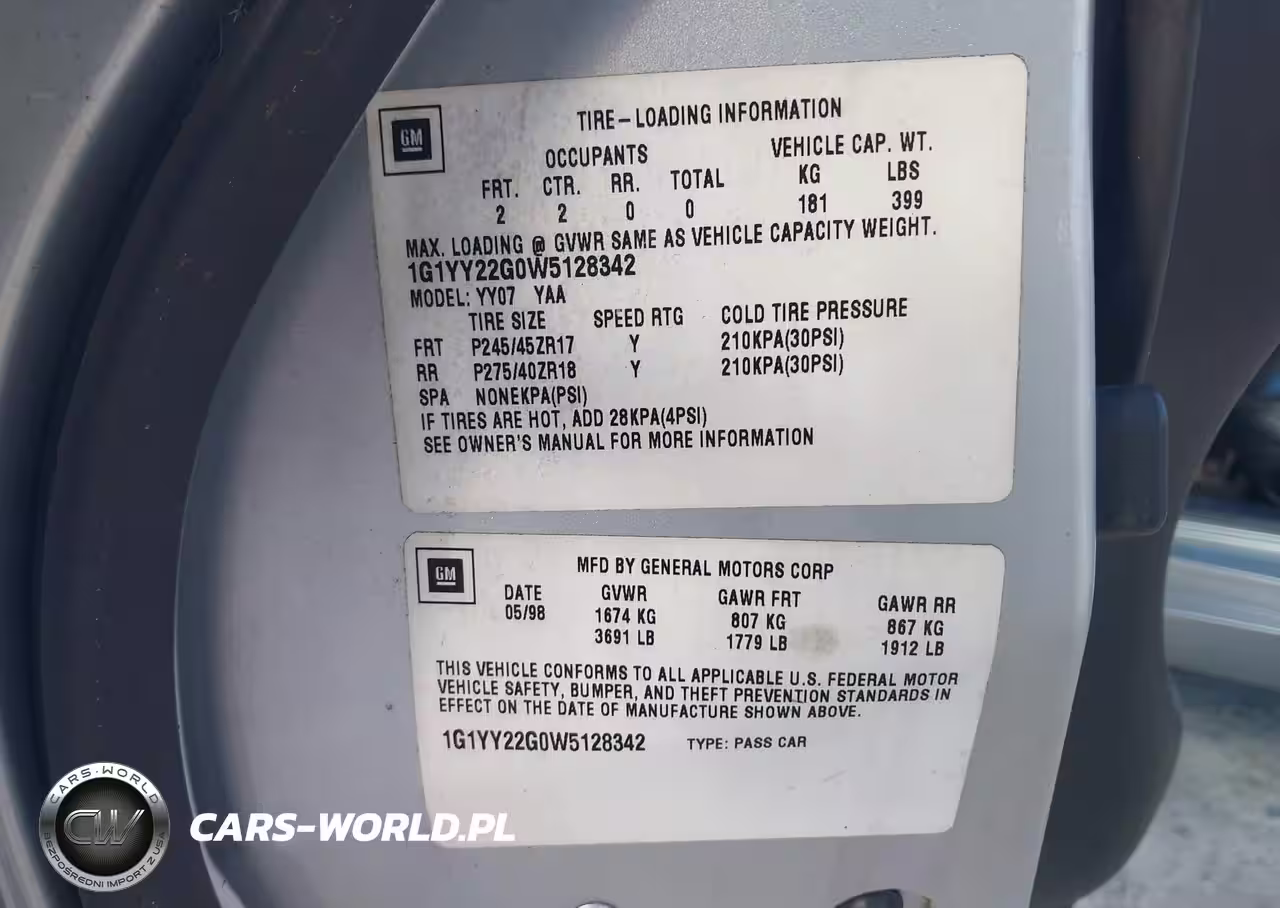 GM
TIRE-LOADING INFORMATION
OCCUPANTS VEHICLE CAP. WT.
FRT. CTR. RR. TOTAL KG LBS
2 2 0 0 181 399
MAX. LOADING @ GVWR SAME AS VEHICLE CAPACITY WEIGHT.
1G1YY22G0W5128342
MODEL: YY07 YAA
TIRE SIZE SPEED RTG COLD TIRE PRESSURE
FRT P245/45ZR17 Y 210KPA(30PSI)
RR P275/40ZR18 Y 210KPA(30PSI)
SPA NONEKPA(PSI)
IF TIRES ARE HOT, ADD 28KPA(4PSI)
SEE OWNER'S MANUAL FOR MORE INFORMATION
GM
MFD BY GENERAL MOTORS CORP
DATE GVWR GAWR FRT GAWR RR
05/98 1674 KG 807 KG 867 KG
3691 LB 1779 LB 1912 LB
THIS VEHICLE CONFORMS TO ALL APPLICABLE U.S. FEDERAL MOTOR
VEHICLE SAFETY, BUMPER, AND THEFT PREVENTION STANDARDS IN
EFFECT ON THE DATE OF MANUFACTURE SHOWN ABOVE.
1G1YY22G0W5128342 TYPE: PASS CAR
CARS-WORLD
CW
BEZPOŚREDNI IMPORT Z USA
CARS-WORLD.PL